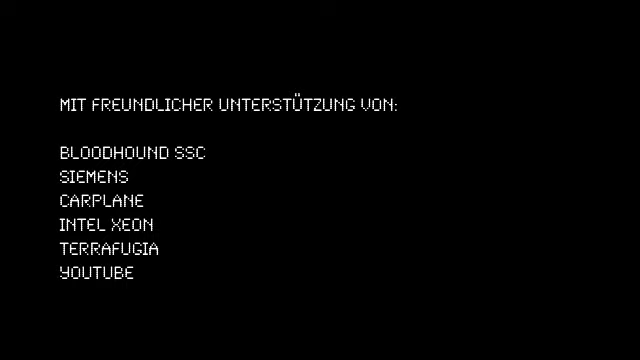 MIT FREUNDLICHER UNTERSTÜTZUNG VON:
BLOODHOUND SSC
SIEMENS
CARPLANE
INTEL XEON
TERRAFUGIA
YOUTUBE